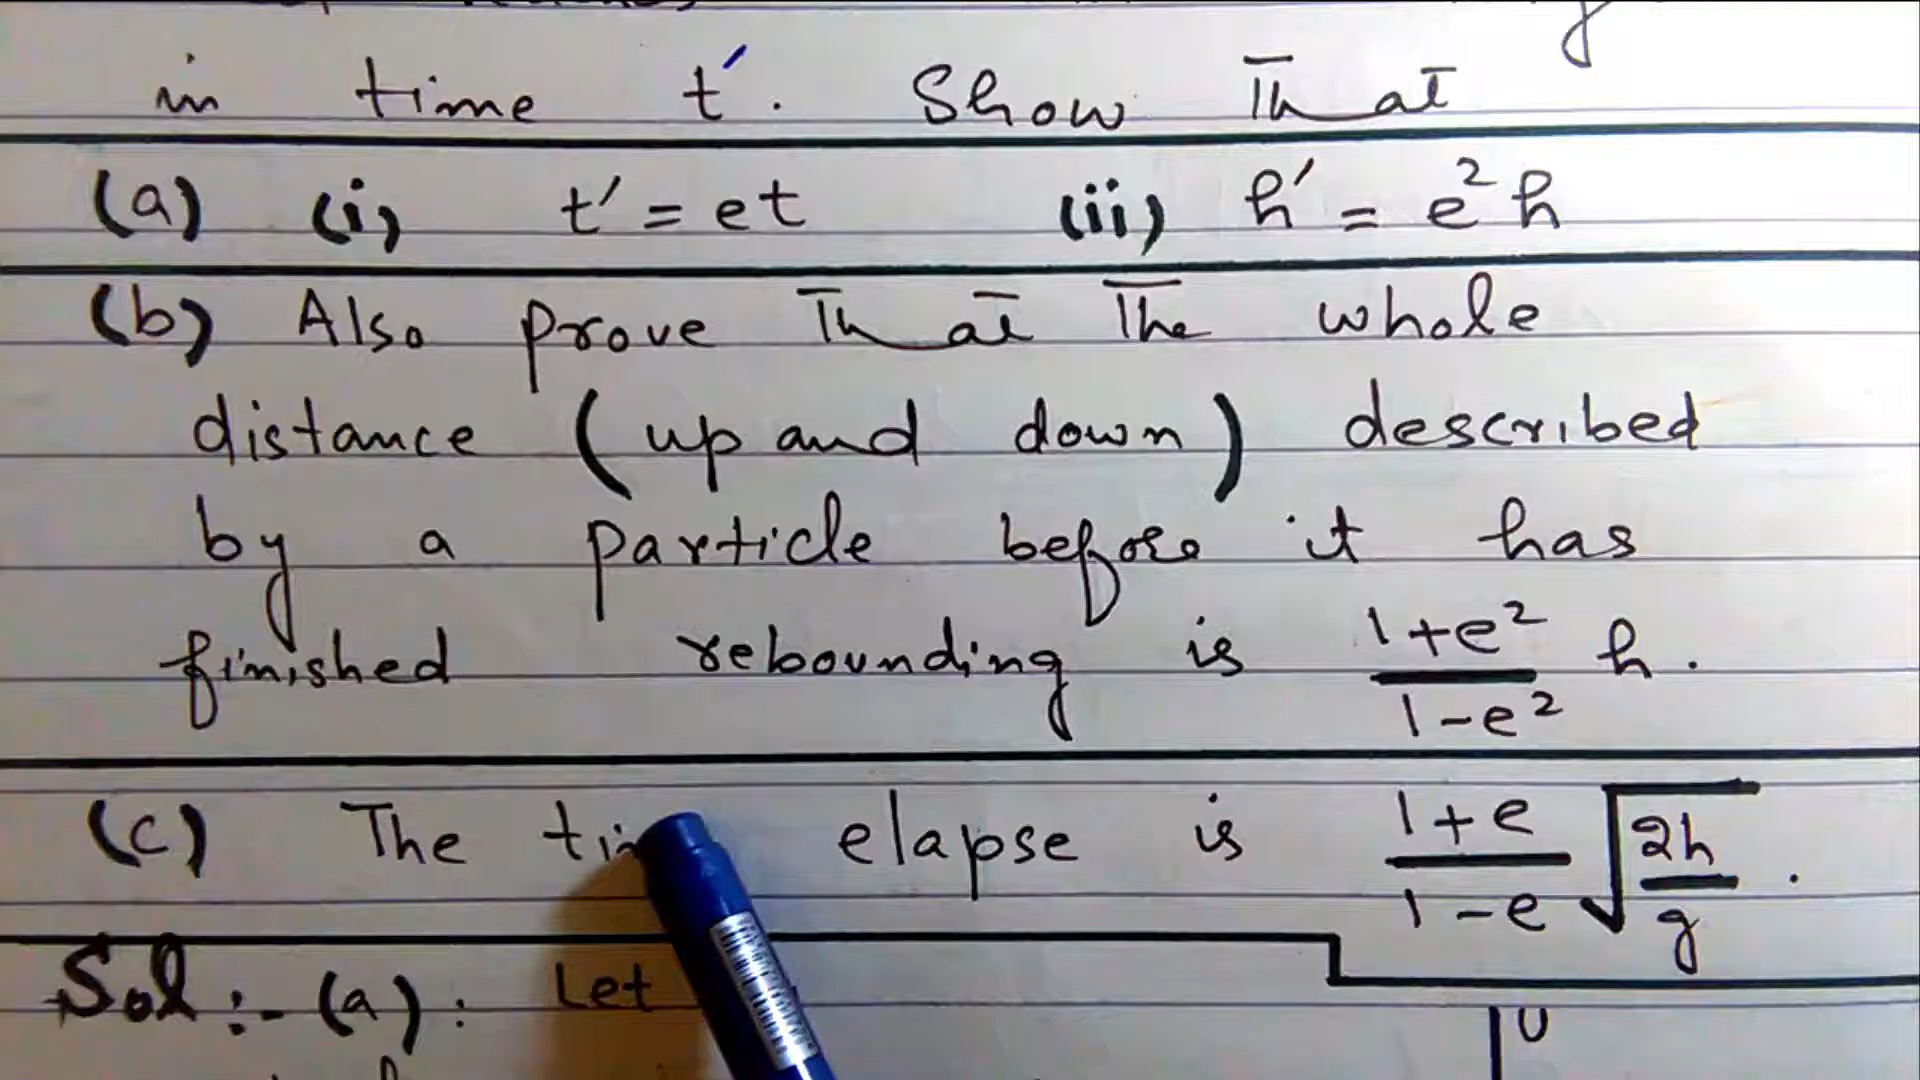 in time t'. Show That
(a) (i) t' = et (ii) h' = e²h
(b) Also prove That The whole
distance (up and down) described
by a particle before it has
finished rebounding is 1+e²/1-e² h.
(c) The elapse is 1+e/1-e √2h/g .
Sol:- (a): Let
U